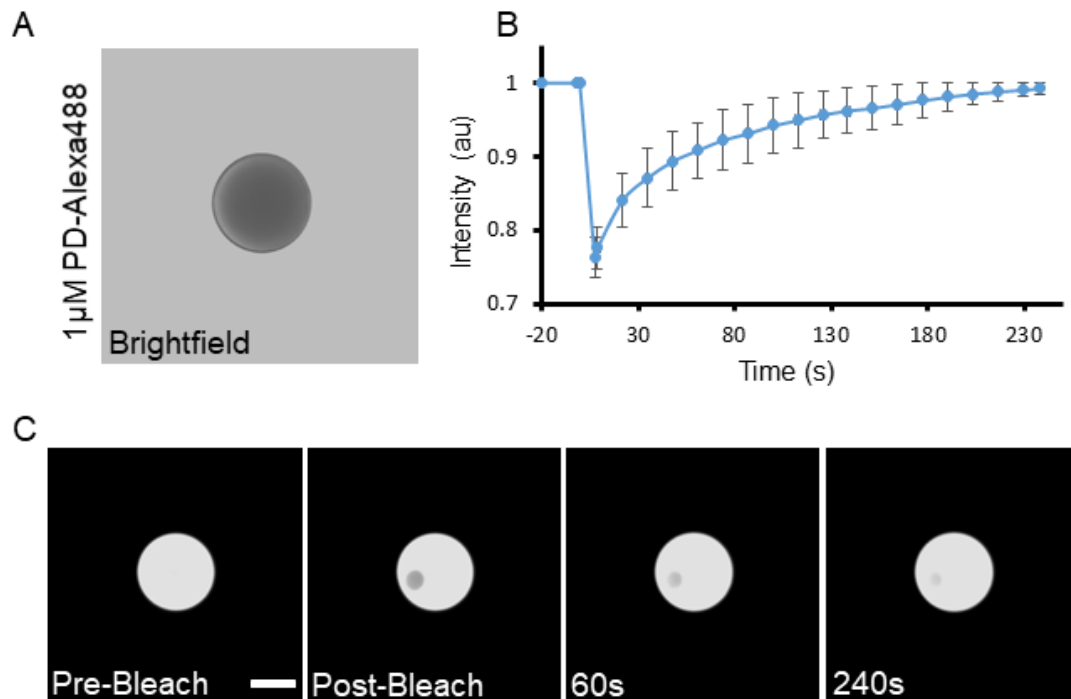 A
1µM PD-Alexa488
Brightfield
B
Intensity (au)
1
0.9
0.8
0.7
-20 30 80 130 180 230
Time (s)
C
Pre-Bleach Post-Bleach 60s 240s